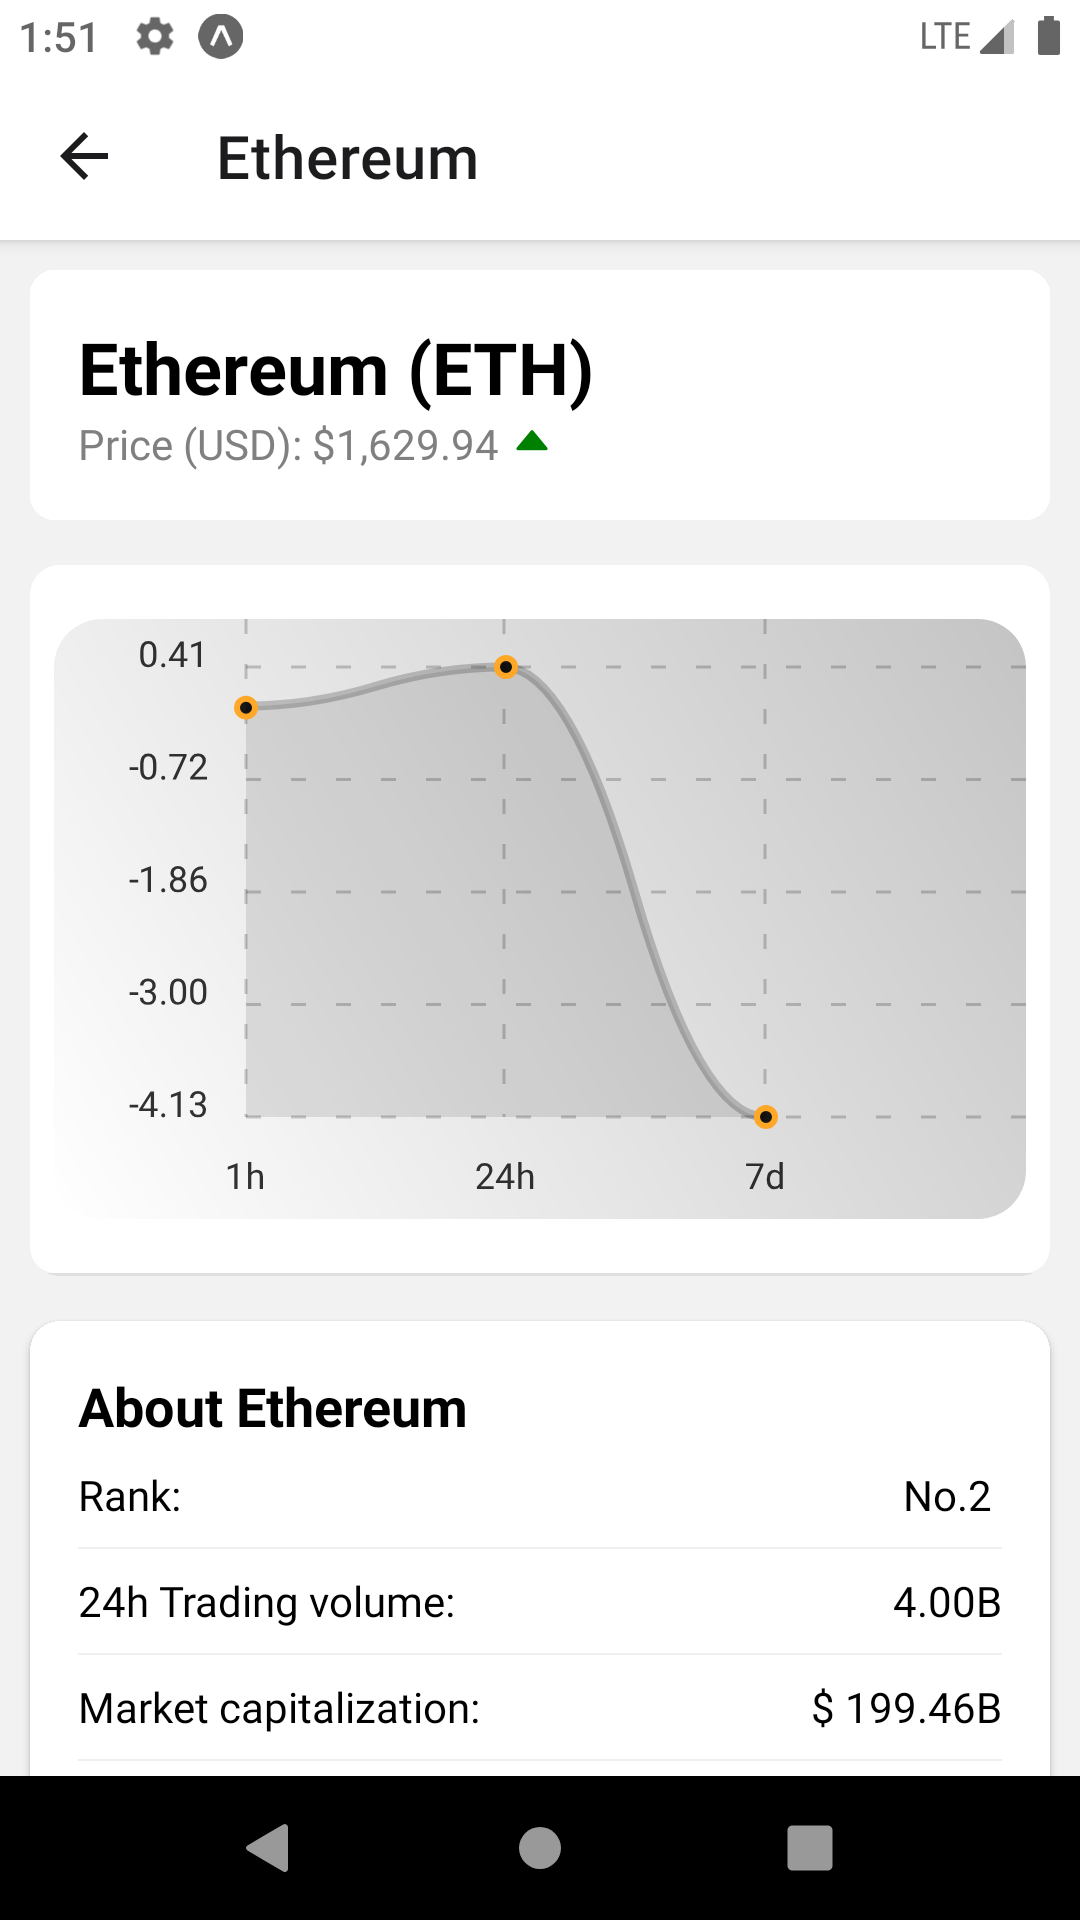 1:51 LTE
Ethereum
Ethereum (ETH)
Price (USD): $1,629.94
0.41
-0.72
-1.86
-3.00
-4.13
1h 24h 7d
About Ethereum
Rank: No.2
24h Trading volume: 4.00B
Market capitalization: $ 199.46B